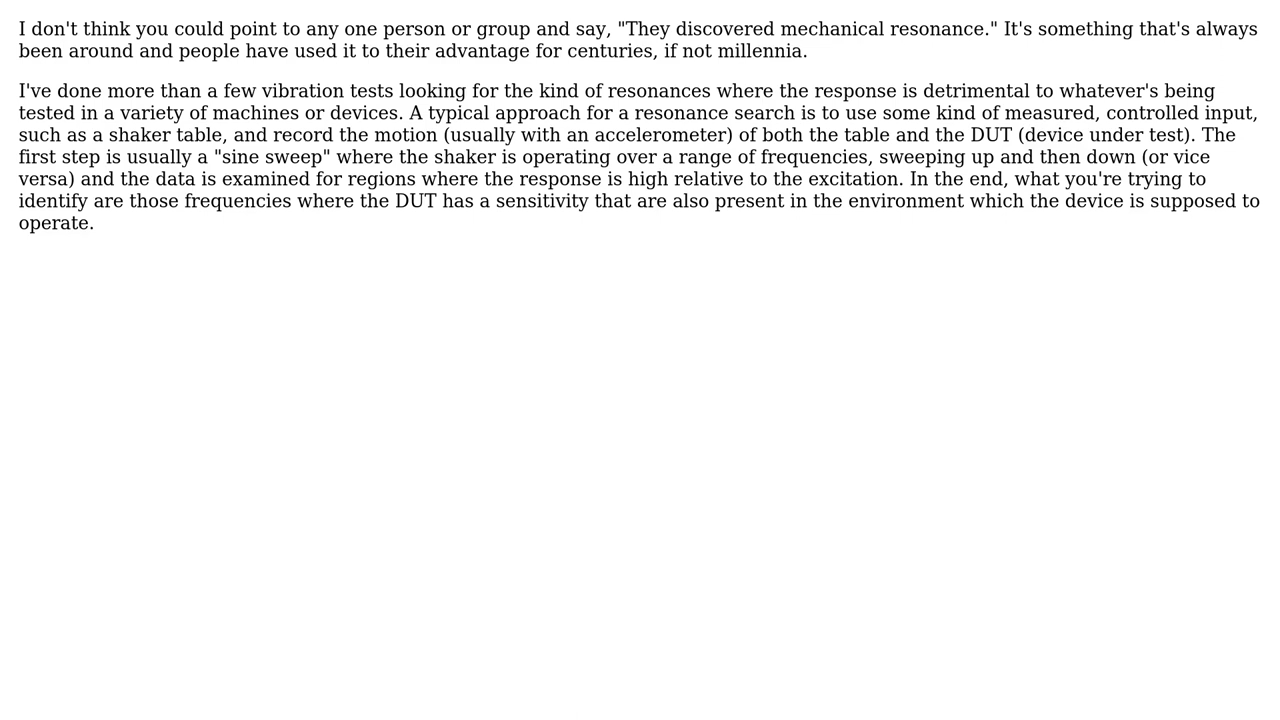 I don't think you could point to any one person or group and say, "They discovered mechanical resonance." It's something that's always
been around and people have used it to their advantage for centuries, if not millennia.
I've done more than a few vibration tests looking for the kind of resonances where the response is detrimental to whatever's being
tested in a variety of machines or devices. A typical approach for a resonance search is to use some kind of measured, controlled input,
such as a shaker table, and record the motion (usually with an accelerometer) of both the table and the DUT (device under test). The
first step is usually a "sine sweep" where the shaker is operating over a range of frequencies, sweeping up and then down (or vice
versa) and the data is examined for regions where the response is high relative to the excitation. In the end, what you're trying to
identify are those frequencies where the DUT has a sensitivity that are also present in the environment which the device is supposed to
operate.